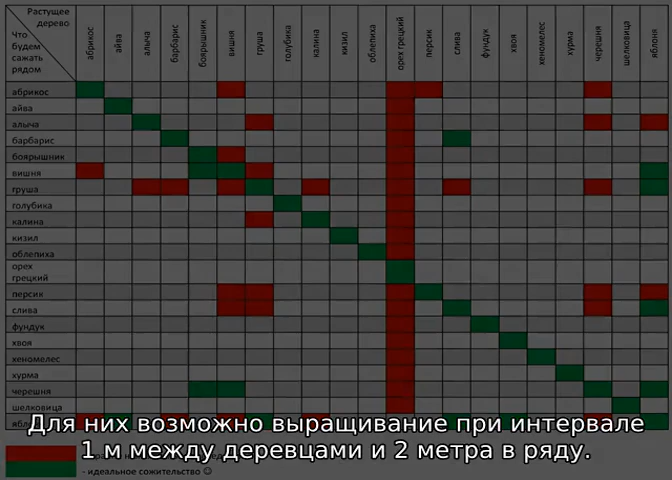 Растущее
дерево
Что
будем
сажать
рядом
абрикос
айва
алыча
барбарис
боярышник
вишня
груша
голубика
калина
кизил
облепиха
орех грецкий
персик
слива
фундук
хвоя
хеномелес
хурма
черешня
шелковица
яблоня
абрикос
айва
алыча
барбарис
боярышник
вишня
груша
голубика
калина
кизил
облепиха
орех
грецкий
персик
слива
фундук
хвоя
хеномелес
хурма
черешня
шелковица
Для них возможно выращивание при интервале
1 м между деревцами и 2 метра в ряду.
- идеальное сожительство ☺